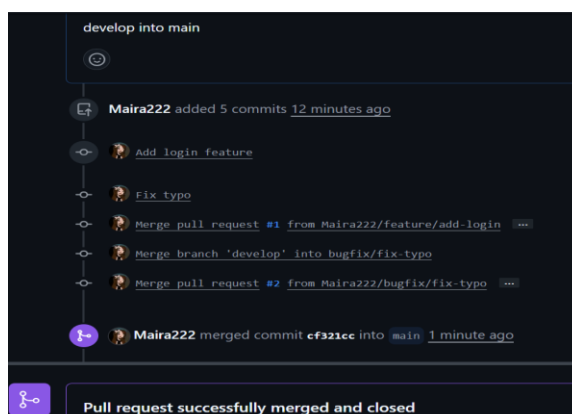 develop into main
Maira222 added 5 commits 12 minutes ago
Add login feature
Fix typo
Merge pull request #1 from Maira222/feature/add-login ...
Merge branch 'develop' into bugfix/fix-typo
Merge pull request #2 from Maira222/bugfix/fix-typo ...
Maira222 merged commit cf321cc into main 1 minute ago
Pull request successfully merged and closed